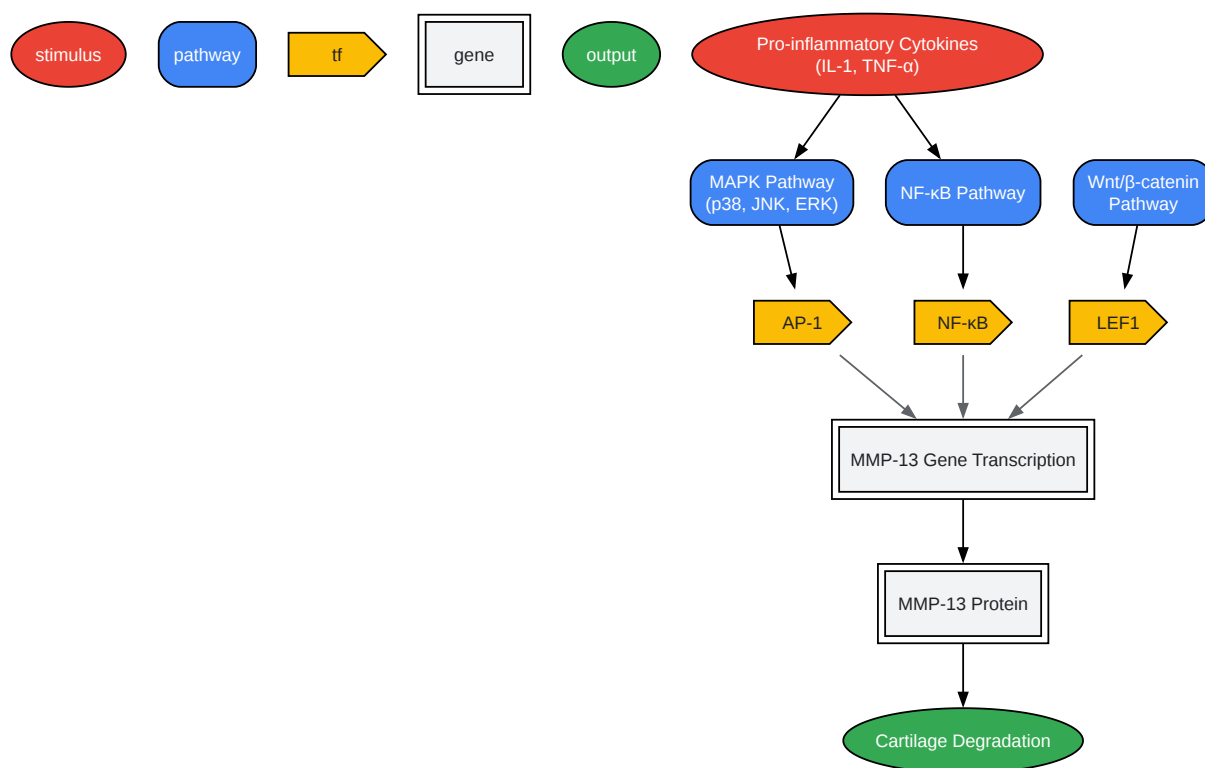 stimulus
pathway
tf
gene
output
Pro-inflammatory Cytokines
(IL-1, TNF-α)
MAPK Pathway
(p38, JNK, ERK)
NF-κB Pathway
Wnt/β-catenin
Pathway
AP-1
NF-κB
LEF1
MMP-13 Gene Transcription
MMP-13 Protein
Cartilage Degradation